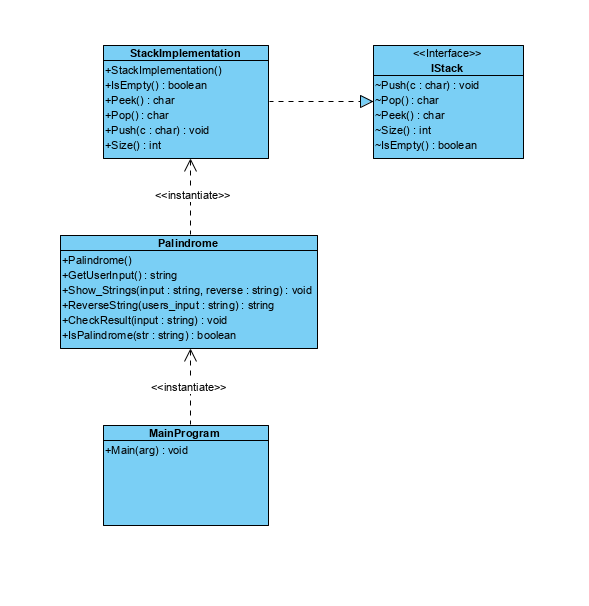 StackImplementation
+StackImplementation()
+IsEmpty() : boolean
+Peek() : char
+Pop() : char
+Push(c : char) : void
+Size() : int
<<Interface>>
IStack
~Push(c : char) : void
~Pop() : char
~Peek() : char
~Size() : int
~IsEmpty() : boolean
<<instantiate>>
Palindrome
+Palindrome()
+GetUserInput() : string
+Show_Strings(input : string, reverse : string) : void
+ReverseString(users_input : string) : string
+CheckResult(input : string) : void
+IsPalindrome(str : string) : boolean
<<instantiate>>
MainProgram
+Main(arg) : void